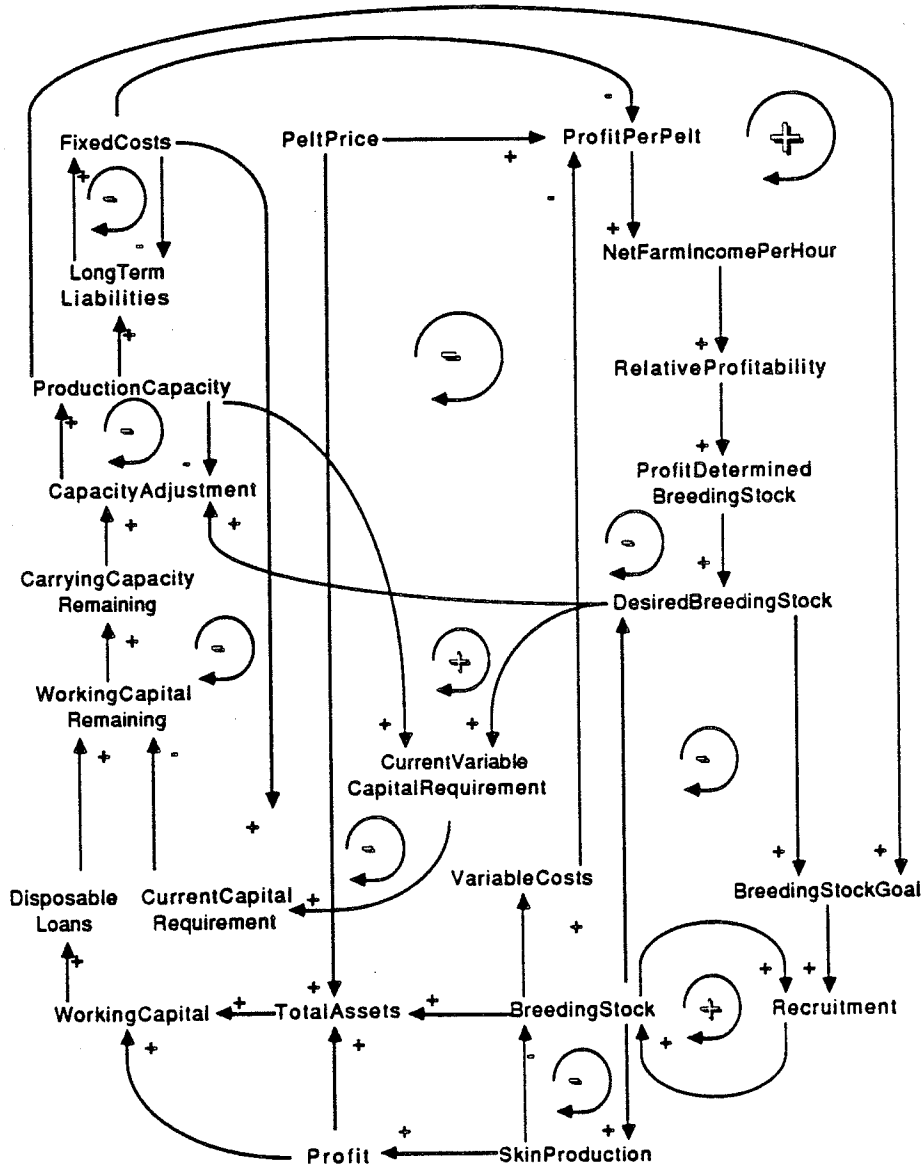 FixedCosts
PeltPrice
ProfitPerPelt
NetFarmIncomePerHour
LongTerm
Liabilities
RelativeProfitability
ProductionCapacity
ProfitDetermined
BreedingStock
CapacityAdjustment
CarryingCapacity
Remaining
DesiredBreedingStock
WorkingCapital
Remaining
CurrentVariable
CapitalRequirement
VariableCosts
BreedingStockGoal
Disposable
Loans
CurrentCapital
Requirement
WorkingCapital
TotalAssets
BreedingStock
Recruitment
Profit
SkinProduction